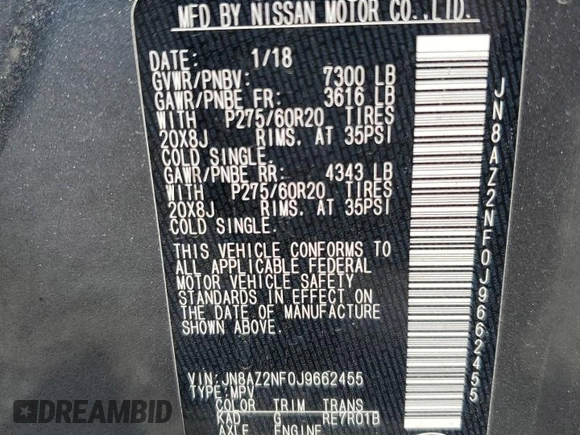 MFD BY NISSAN MOTOR CO.,LTD.
DATE: 1/18
GVWR/PNBV: 7300 LB
GAWR/PNBE FR: 3616 LB
WITH P275/60R20 TIRES
20X8J RIMS. AT 35PSI
COLD SINGLE.
GAWR/PNBE RR: 4343 LB
WITH P275/60R20 TIRES
20X8J RIMS. AT 35PSI
COLD SINGLE.
THIS VEHICLE CONFORMS TO
ALL APPLICABLE FEDERAL
MOTOR VEHICLE SAFETY
STANDARDS IN EFFECT ON
THE DATE OF MANUFACTURE
SHOWN ABOVE.
VIN:JN8AZ2NF0J9662455
TYPE:MPV
COLOR TRIM TRANS
KAD G RE7R01B
AXLE ENGINE
JN8AZ2NF0J9662455
DREAMBID.COM